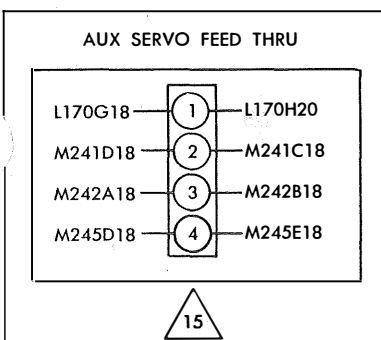 AUX SERVO FEED THRU
L170G18 1 L170H20
M241D18 2 M241C18
M242A18 3 M242B18
M245D18 4 M245E18
15